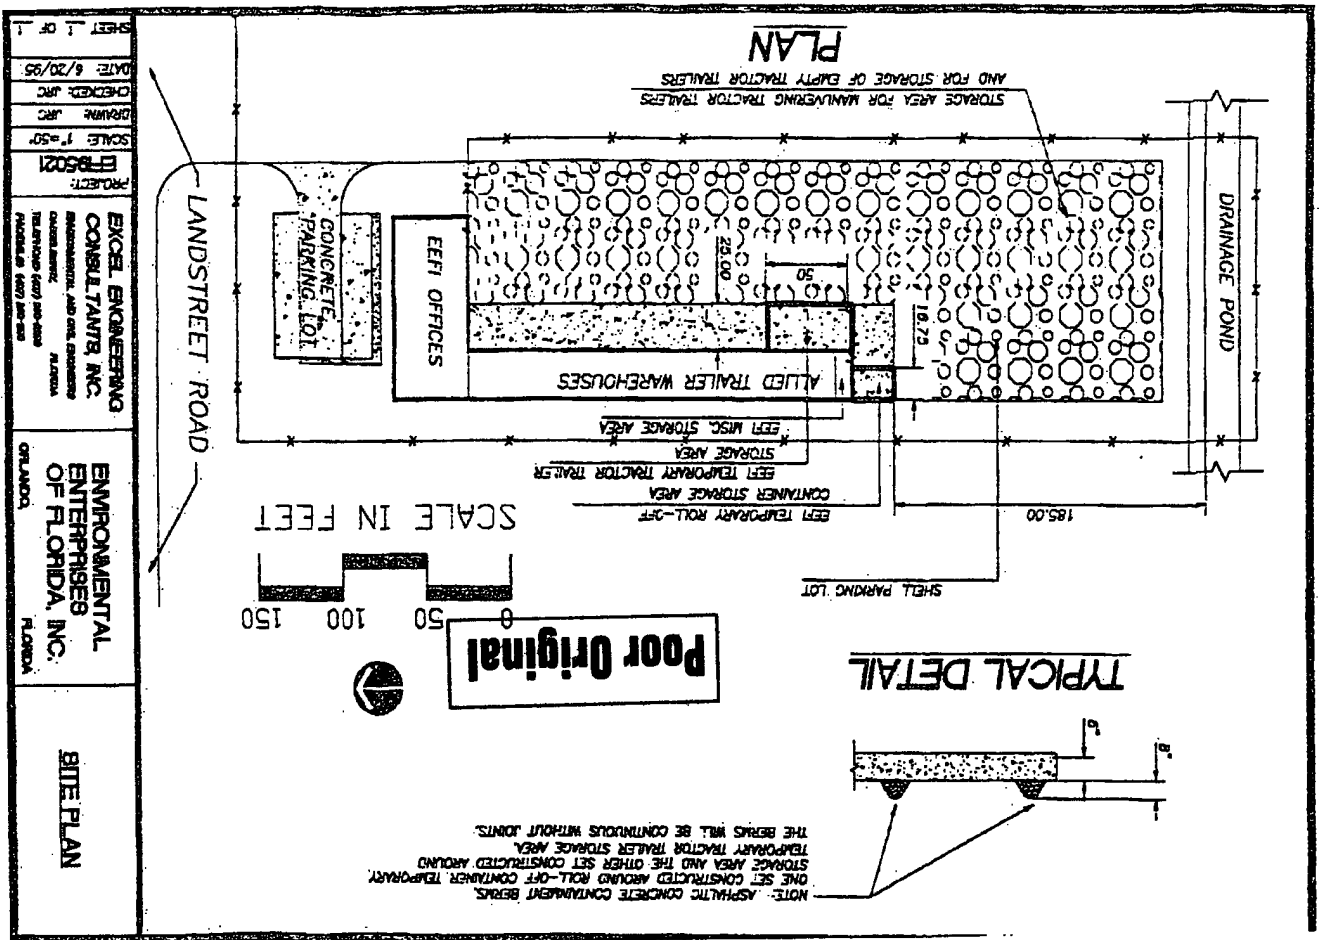 NOTE: ASPHALTIC CONCRETE CONTAINMENT BERMS.
ONE SET CONSTRUCTED AROUND ROLL-OFF CONTAINER TEMPORARY
STORAGE AREA AND THE OTHER SET CONSTRUCTED AROUND
TEMPORARY TRACTOR TRAILER STORAGE AREA.
THE BERMS WILL BE CONTINUOUS WITHOUT JOINTS.
8"
6"
TYPICAL DETAIL
Poor Original
0 50 100 150
SCALE IN FEET
SHELL PARKING LOT
185.00
EEFI TEMPORARY ROLL-OFF
CONTAINER STORAGE AREA
EEFI TEMPORARY TRACTOR TRAILER
STORAGE AREA
EEFI MISC. STORAGE AREA
ALLIED TRAILER WAREHOUSES
16.75
50
25.00
DRAINAGE POND
EEFI OFFICES
CONCRETE
PARKING LOT
LANDSTREET ROAD
STORAGE AREA FOR MANUVERING TRACTOR TRAILERS
AND FOR STORAGE OF EMPTY TRACTOR TRAILERS
PLAN
SITE PLAN
ENVIRONMENTAL
ENTERPRISES
OF FLORIDA, INC.
ORLANDO, FLORIDA
EXCEL ENGINEERING
CONSULTANTS, INC.
ENVIRONMENTAL AND CIVIL ENGINEERS
FLORIDA
PROJECT:
EFI95021
SCALE: 1"=50'
DRAWN: JRC
CHECKED: JRC
DATE: 6/20/95
SHEET 1 OF 1